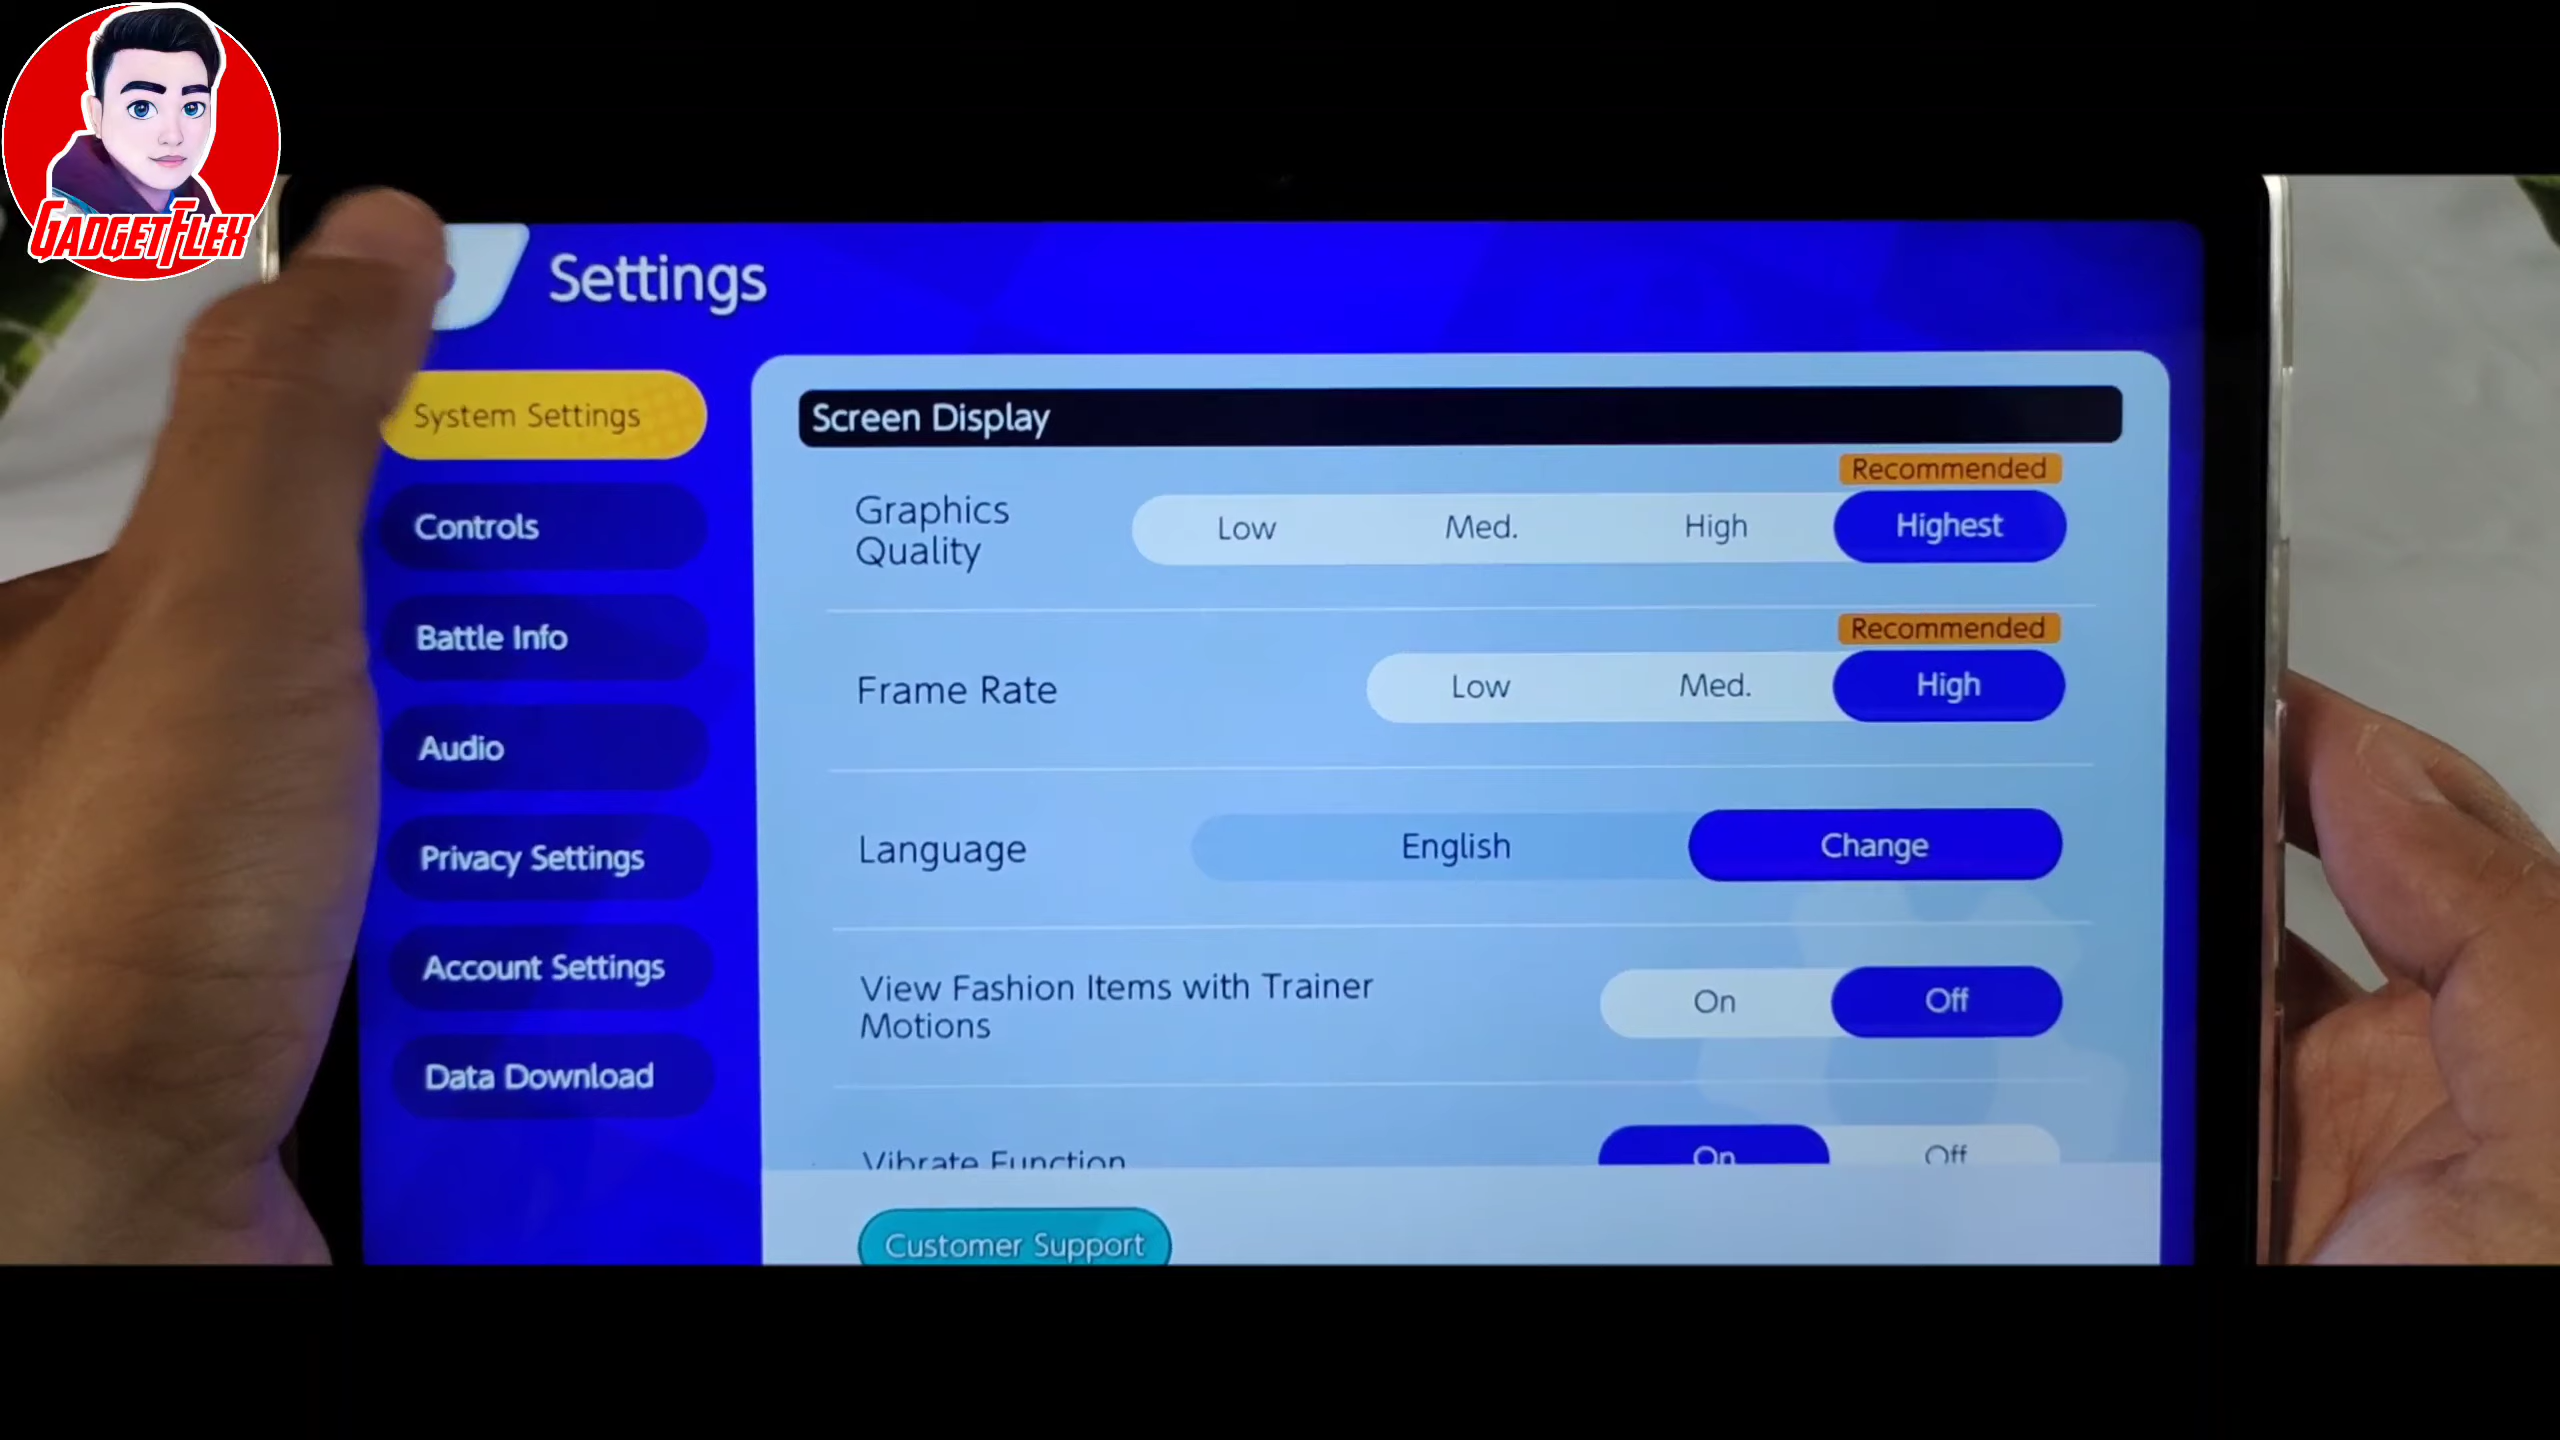 GADGETFLEX
Settings
System Settings
Controls
Battle Info
Audio
Privacy Settings
Account Settings
Data Download
Screen Display
Recommended
Graphics
Quality
Low
Med.
High
Highest
Recommended
Frame Rate
Low
Med.
High
Language
English
Change
View Fashion Items with Trainer
Motions
On
Off
Vibrate Function
On
Off
Customer Support